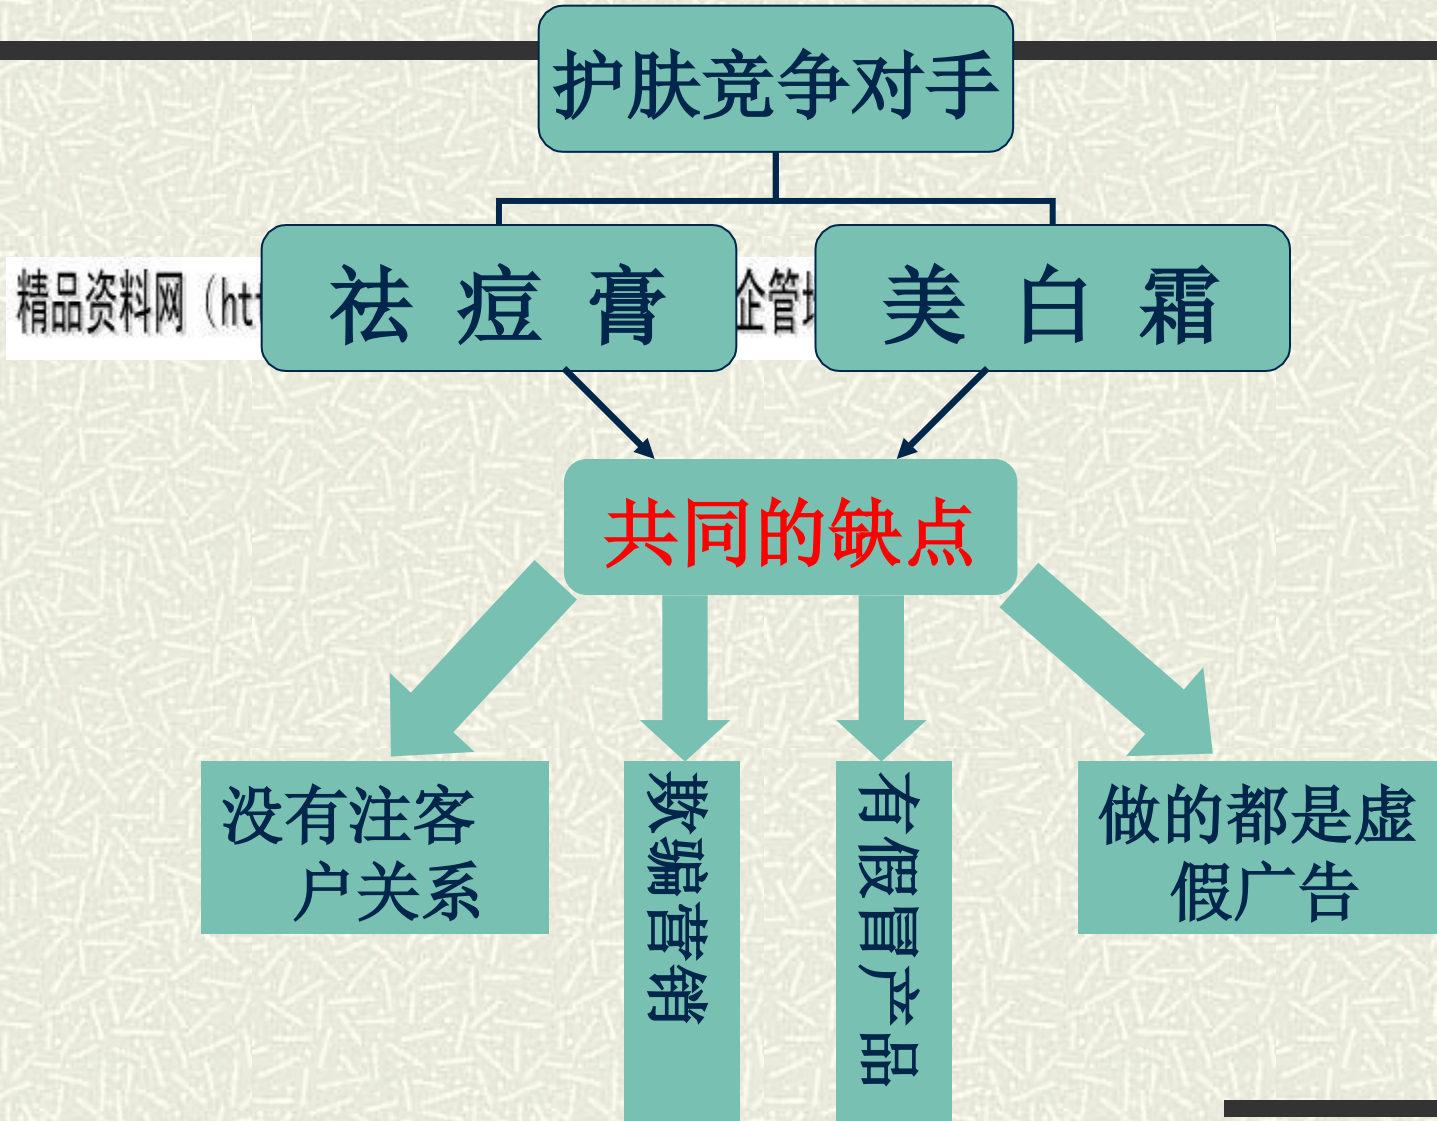 护肤竞争对手
精品资料网（htt
企管培
祛 痘 膏
美 白 霜
共同的缺点
没有注客
户关系
欺骗营销
有假冒产品
做的都是虚
假广告